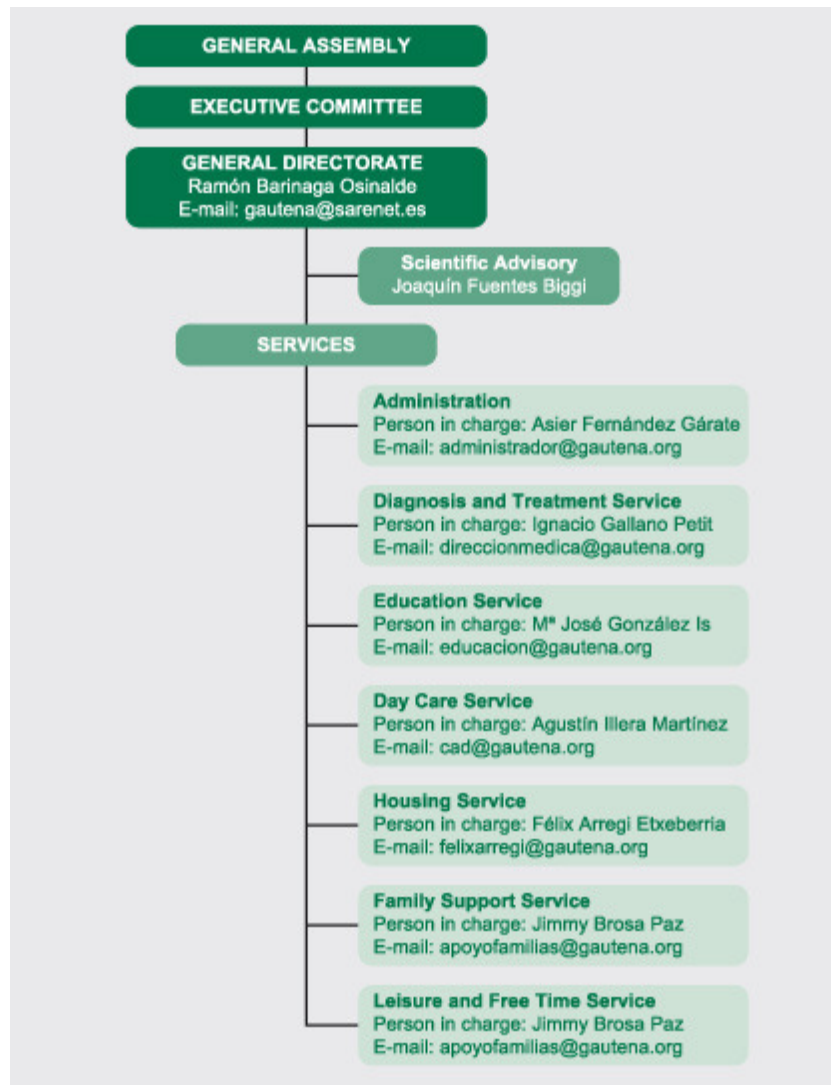 GENERAL ASSEMBLY
EXECUTIVE COMMITTEE
GENERAL DIRECTORATE
Ramón Barinaga Osinalde
E-mail: gautena@sarenet.es
Scientific Advisory
Joaquín Fuentes Biggi
SERVICES
Administration
Person in charge: Asier Fernández Gárate
E-mail: administrador@gautena.org
Diagnosis and Treatment Service
Person in charge: Ignacio Gallano Petit
E-mail: direccionmedica@gautena.org
Education Service
Person in charge: Mª José González Is
E-mail: educacion@gautena.org
Day Care Service
Person in charge: Agustín Illera Martínez
E-mail: cad@gautena.org
Housing Service
Person in charge: Félix Arregi Etxeberria
E-mail: felixarregi@gautena.org
Family Support Service
Person in charge: Jimmy Brosa Paz
E-mail: apoyofamilias@gautena.org
Leisure and Free Time Service
Person in charge: Jimmy Brosa Paz
E-mail: apoyofamilias@gautena.org